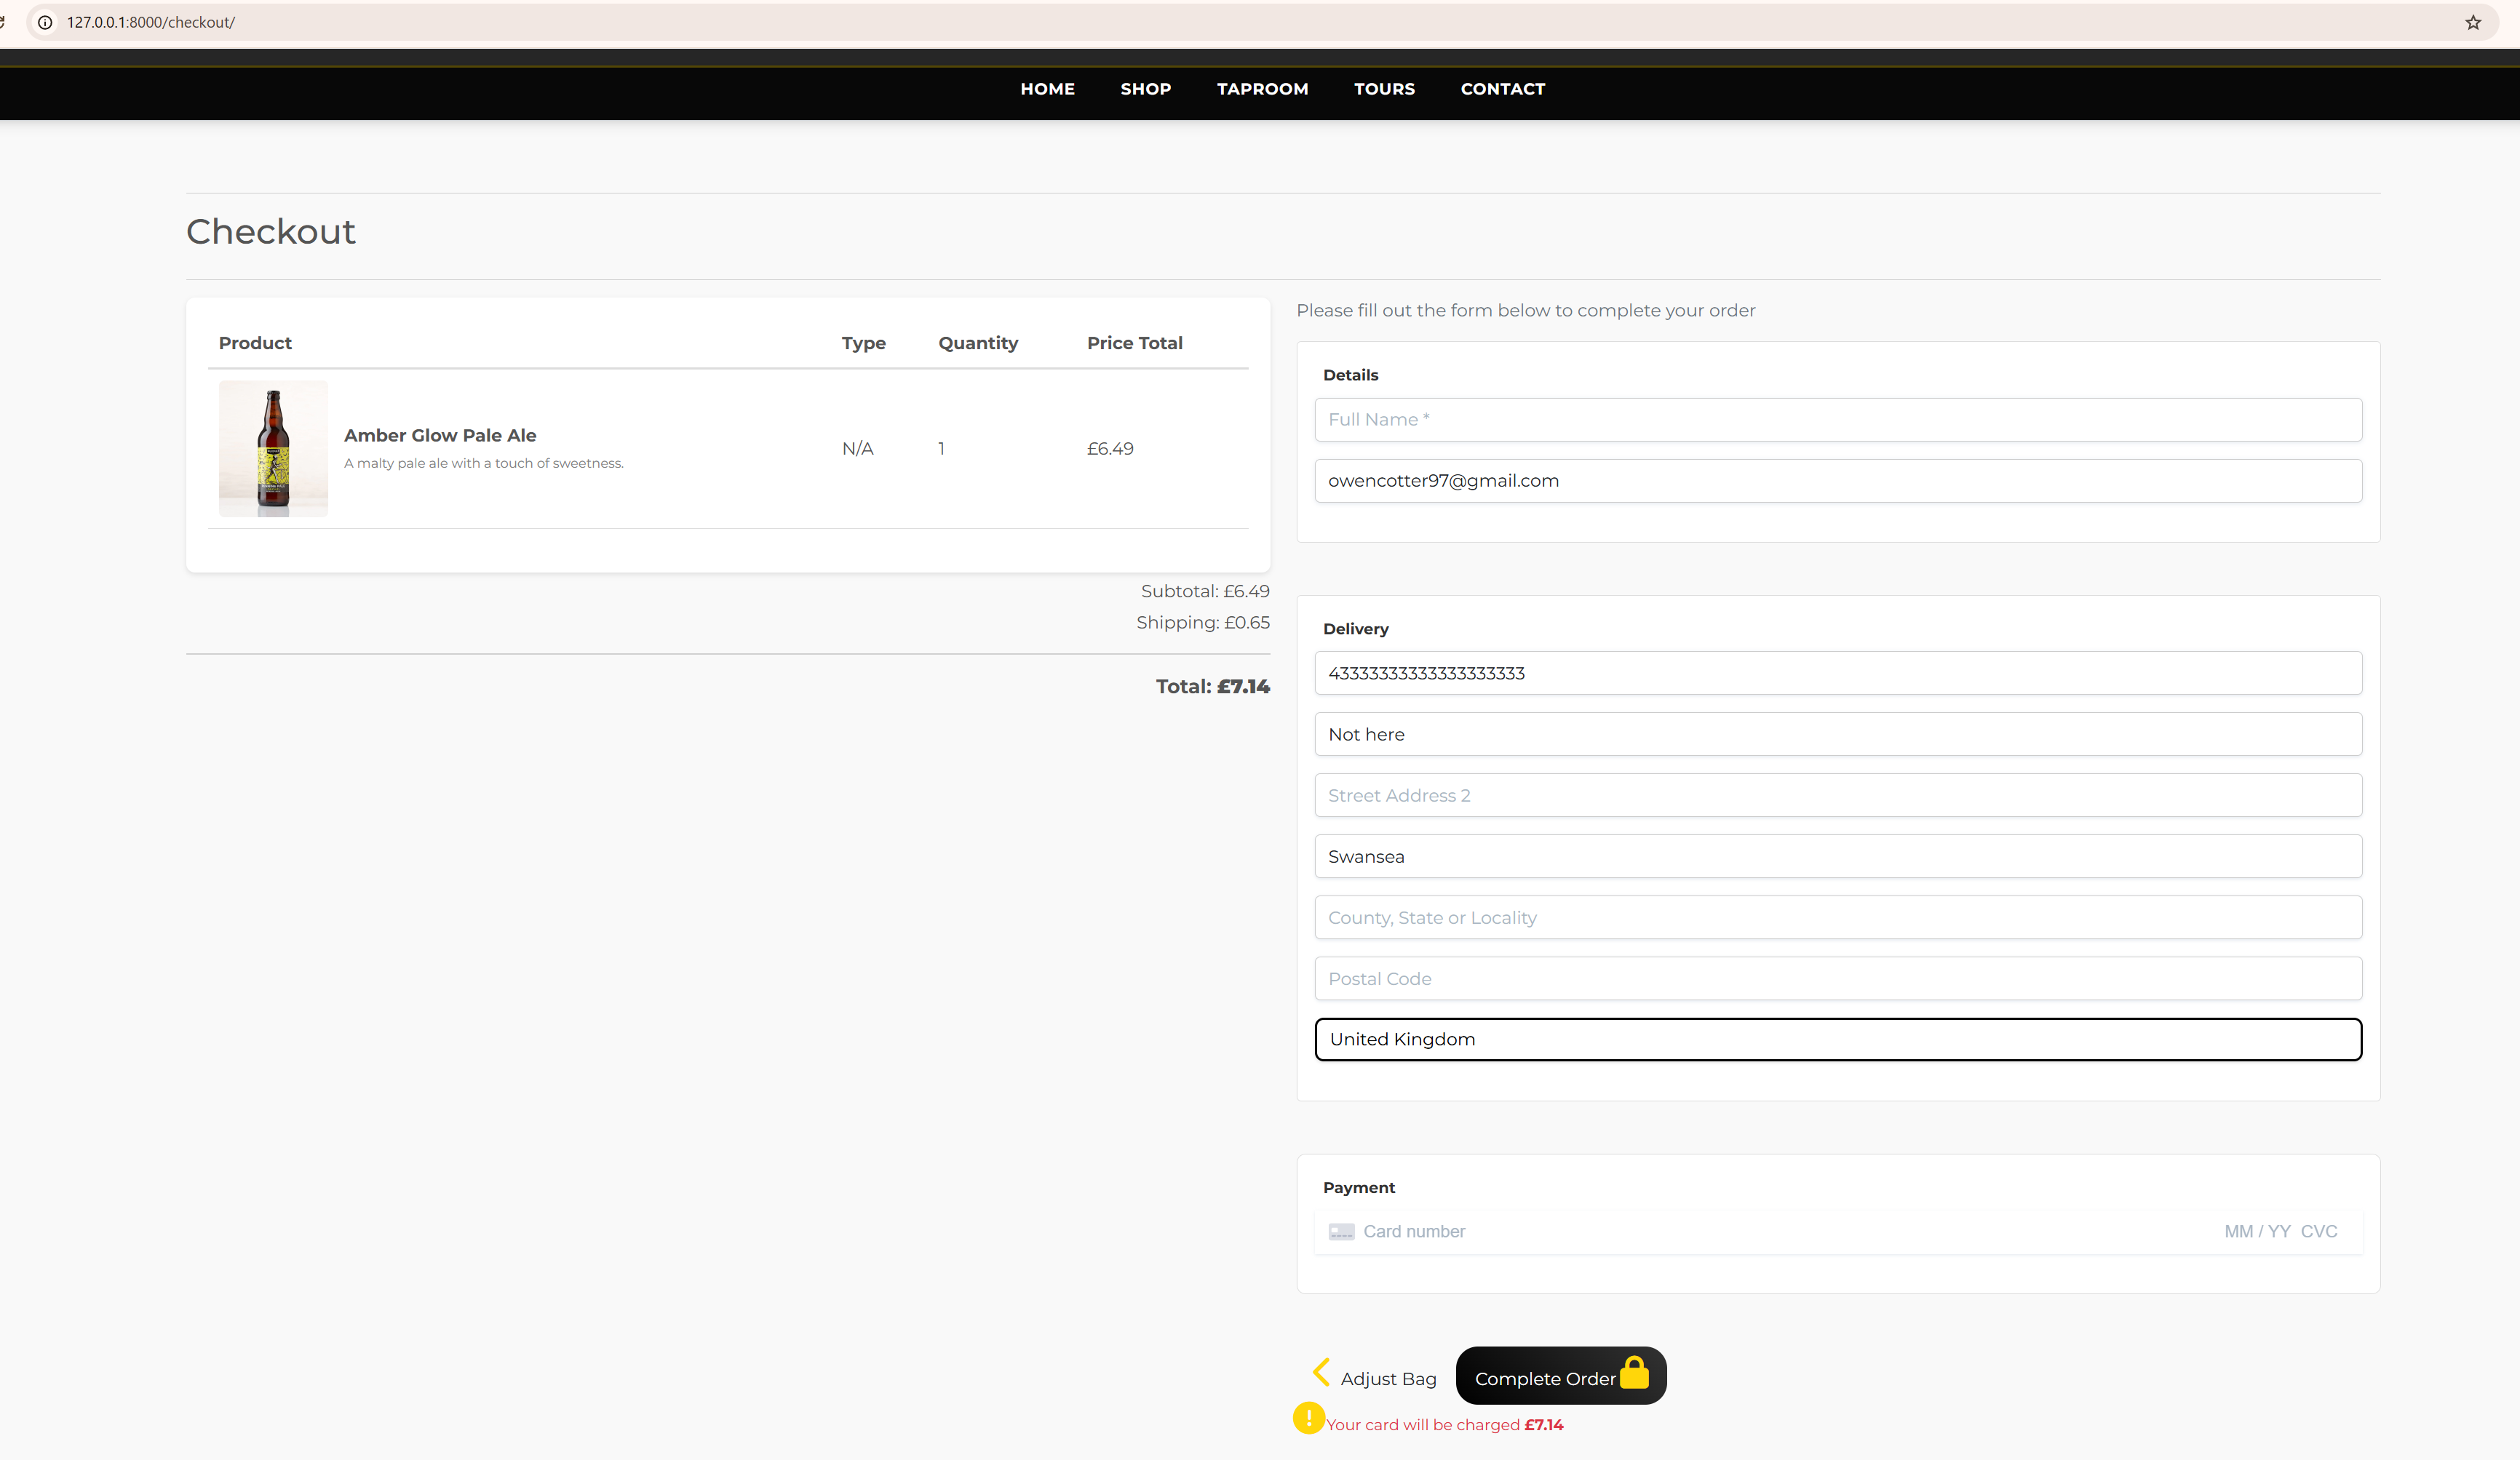 127.0.0.1:8000/checkout/
HOME SHOP TAPROOM TOURS CONTACT
Checkout
Product Type Quantity Price Total
Amber Glow Pale Ale
A malty pale ale with a touch of sweetness.
N/A 1 £6.49
Subtotal: £6.49
Shipping: £0.65
Total: £7.14
Please fill out the form below to complete your order
Details
Full Name *
owencotter97@gmail.com
Delivery
Not here
Street Address 2
Swansea
County, State or Locality
Postal Code
United Kingdom
Payment
Card number MM / YY CVC
Adjust Bag Complete Order
Your card will be charged £7.14